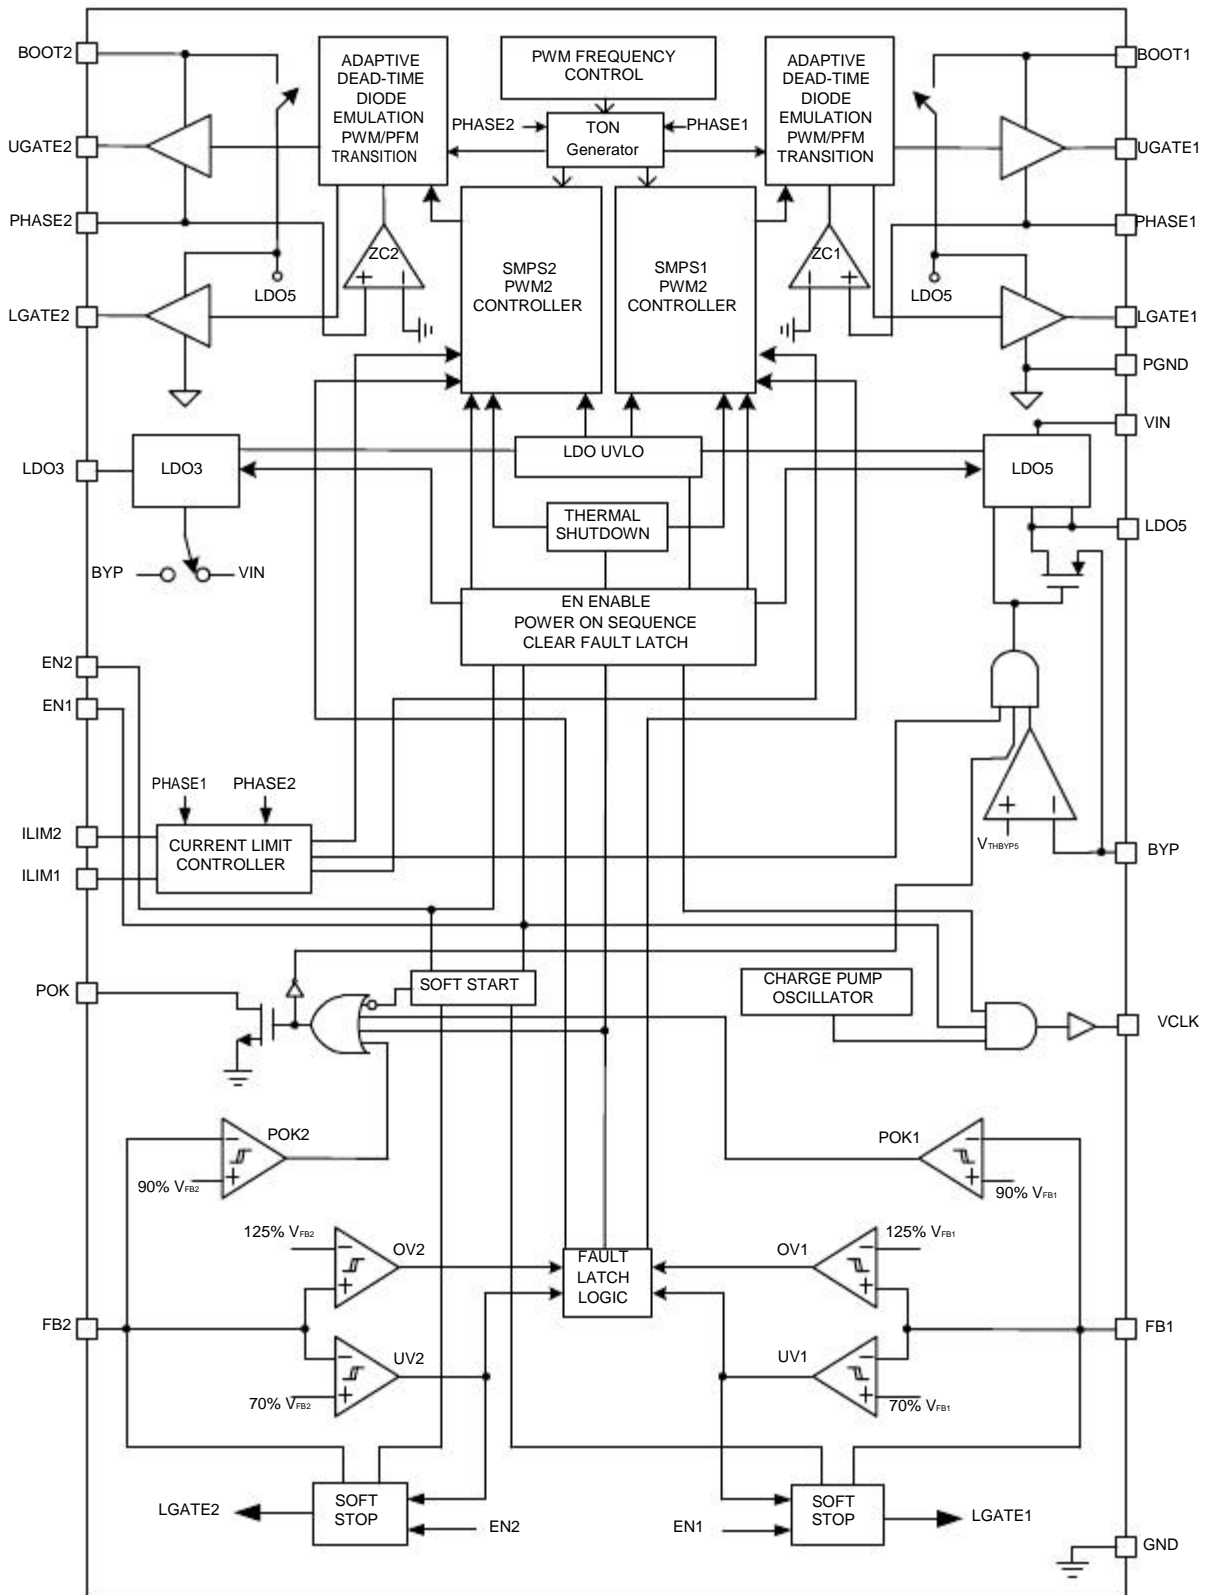 BOOT2
ADAPTIVE
DEAD-TIME
DIODE
EMULATION
PWM/PFM
TRANSITION
PWM FREQUENCY
CONTROL
ADAPTIVE
DEAD-TIME
DIODE
EMULATION
PWM/PFM
TRANSITION
BOOT1
PHASE2
TON
Generator
PHASE1
UGATE2
UGATE1
PHASE2
PHASE1
ZC2
+ −
SMPS2
PWM2
CONTROLLER
SMPS1
PWM2
CONTROLLER
ZC1
− +
LDO5
LDO5
LGATE2
LGATE1
PGND
VIN
LDO3
LDO3
LDO UVLO
LDO5
LDO5
THERMAL
SHUTDOWN
BYP
VIN
EN ENABLE
POWER ON SEQUENCE
CLEAR FAULT LATCH
EN2
EN1
PHASE1
PHASE2
ILIM2
ILIM1
CURRENT LIMIT
CONTROLLER
+ −
VTHBYP5
BYP
POK
SOFT START
CHARGE PUMP
OSCILLATOR
VCLK
−
+
POK2
90% VFB2
POK1
−
+
90% VFB1
125% VFB2
−
+
OV2
FAULT
LATCH
LOGIC
OV1
−
+
125% VFB1
FB2
FB1
−
+
UV2
70% VFB2
UV1
−
+
70% VFB1
LGATE2
SOFT
STOP
EN2
EN1
SOFT
STOP
LGATE1
GND